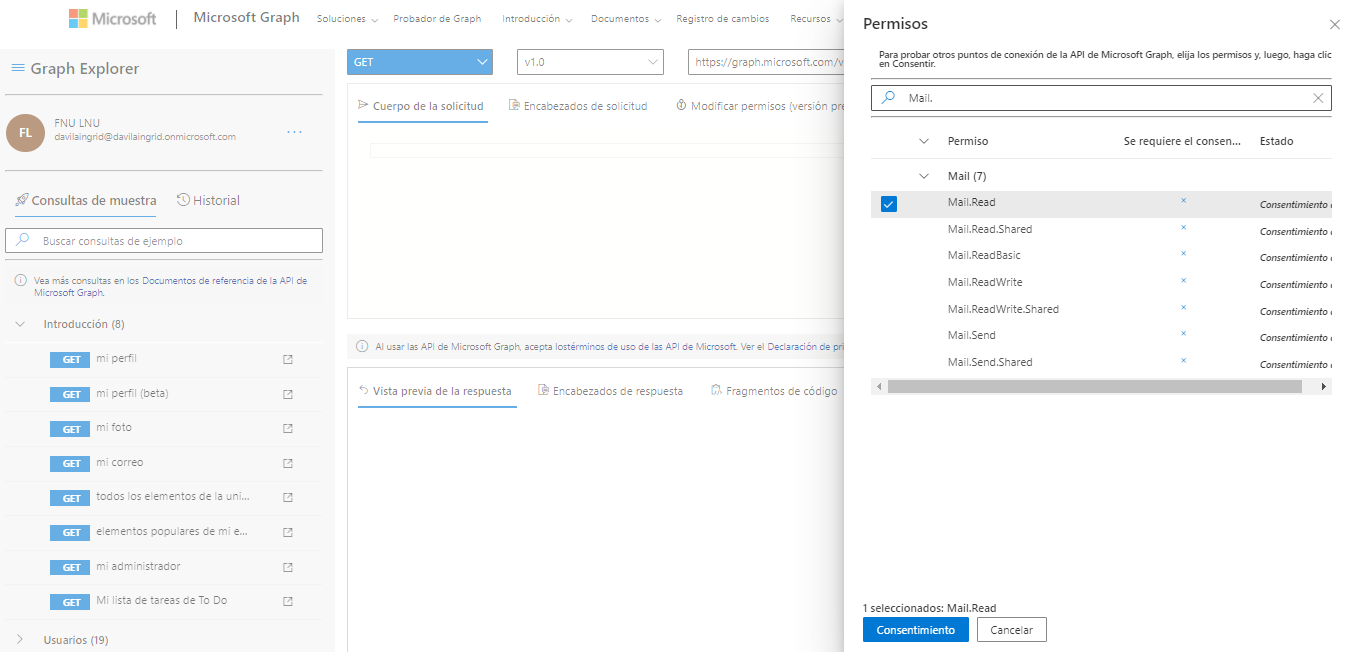 Microsoft
Microsoft Graph
Soluciones
Probador de Graph
Introducción
Documentos
Registro de cambios
Recursos
Graph Explorer
FL
FNU LNU
davilaingrid@davilaingrid.onmicrosoft.com
...
Consultas de muestra
Historial
Buscar consultas de ejemplo
Vea más consultas en los Documentos de referencia de la API de
Microsoft Graph.
Introducción (8)
GET mi perfil
GET mi perfil (beta)
GET mi foto
GET mi correo
GET todos los elementos de la uni...
GET elementos populares de mi e...
GET mi administrador
GET Mi lista de tareas de To Do
Usuarios (19)
GET
v1.0
https://graph.microsoft.com/v
Cuerpo de la solicitud
Encabezados de solicitud
Modificar permisos (versión pre
Al usar las API de Microsoft Graph, acepta lostérminos de uso de las API de Microsoft. Ver el Declaración de pri
Vista previa de la respuesta
Encabezados de respuesta
Fragmentos de código
Permisos
Para probar otros puntos de conexión de la API de Microsoft Graph, elija los permisos y, luego, haga clic
en Consentir.
Mail.
Permiso
Se requiere el consen...
Estado
Mail (7)
Mail.Read
Consentimiento
Mail.Read.Shared
Consentimiento
Mail.ReadBasic
Consentimiento
Mail.ReadWrite
Consentimiento
Mail.ReadWrite.Shared
Consentimiento
Mail.Send
Consentimiento
Mail.Send.Shared
Consentimiento
1 seleccionados: Mail.Read
Consentimiento
Cancelar